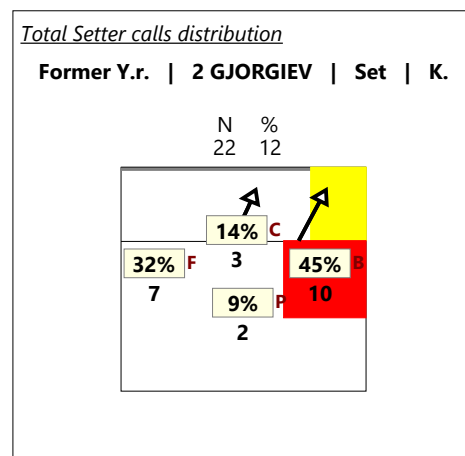 Total Setter calls distribution
Former Y.r. | 2 GJORGIEV | Set | K.
N %
22 12
14% C
3
32% F 45% B
7 10
9% P
2